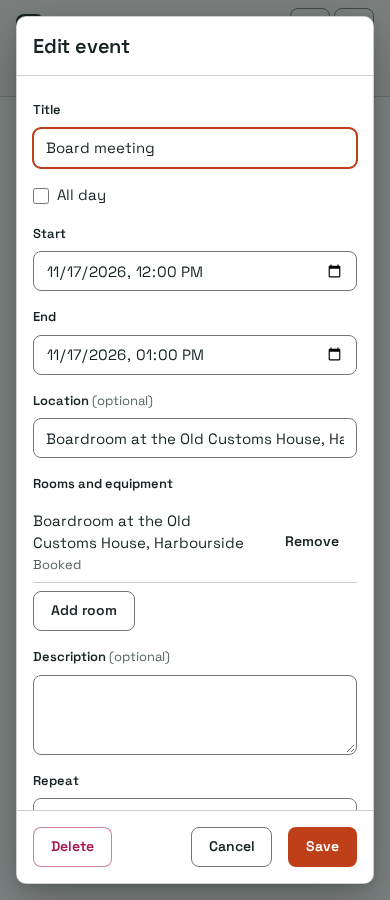 Edit event
Title
Board meeting
All day
Start
11/17/2026, 12:00 PM
End
11/17/2026, 01:00 PM
Location (optional)
Boardroom at the Old Customs House, Ha
Rooms and equipment
Boardroom at the Old
Customs House, Harbourside
Booked
Remove
Add room
Description (optional)
Repeat
Delete
Cancel
Save